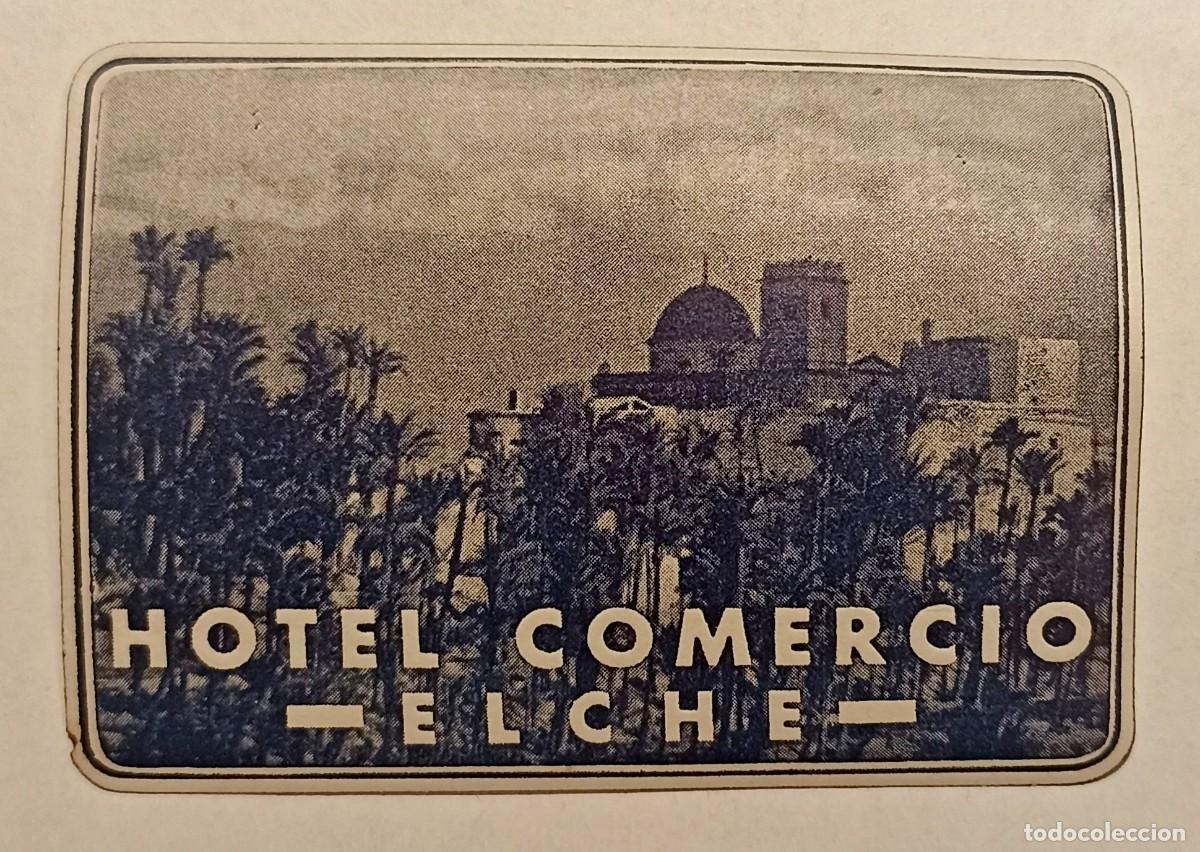 HOTEL COMERCIO
- ELCHE -
todocoleccion